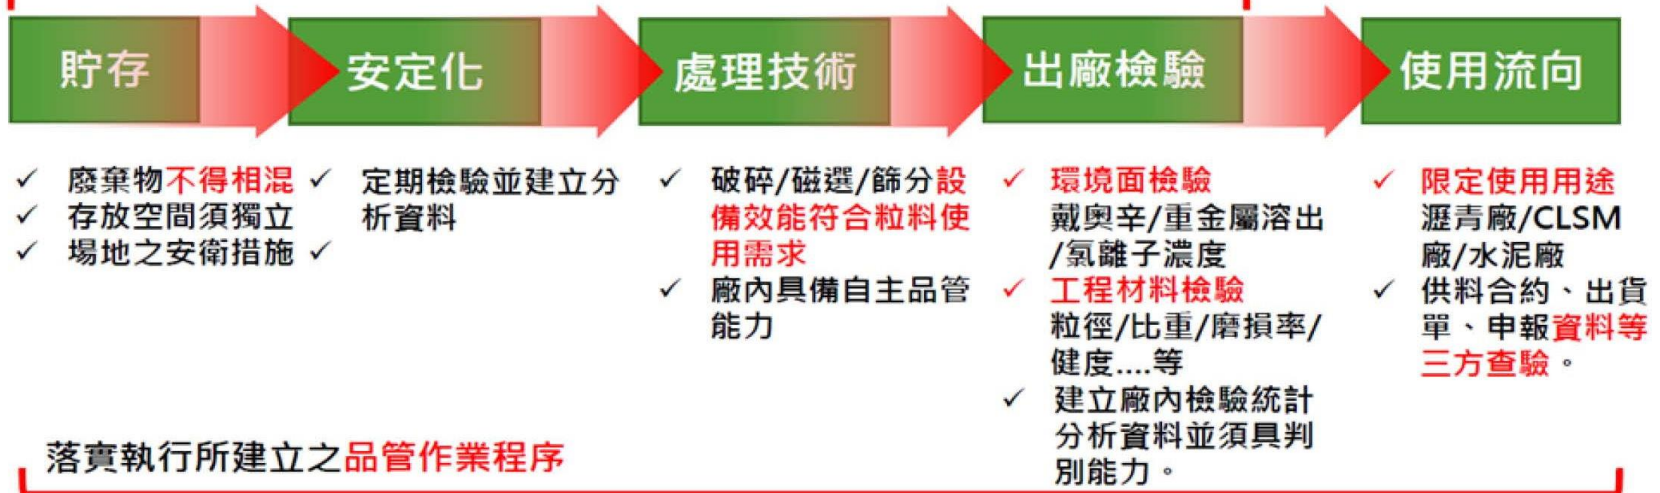 貯存
安定化
處理技術
出廠檢驗
使用流向
✓ 廢棄物不得相混
✓ 存放空間須獨立
✓ 場地之安衛措施
✓ 定期檢驗並建立分
析資料
✓
✓ 破碎/磁選/篩分設
備效能符合粒料使
用需求
✓ 廠內具備自主品管
能力
✓ 環境面檢驗
戴奧辛/重金屬溶出
/氯離子濃度
✓ 工程材料檢驗
粒徑/比重/磨損率/
健度....等
✓ 建立廠內檢驗統計
分析資料並須具判
別能力。
✓ 限定使用用途
瀝青廠/CLSM
廠/水泥廠
✓ 供料合約、出貨
單、申報資料等
三方查驗。
落實執行所建立之品管作業程序